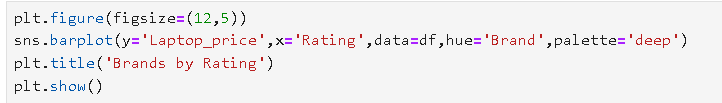 plt.figure(figsize=(12,5))
sns.barplot(y='Laptop_price',x='Rating',data=df,hue='Brand',palette='deep')
plt.title('Brands by Rating')
plt.show()